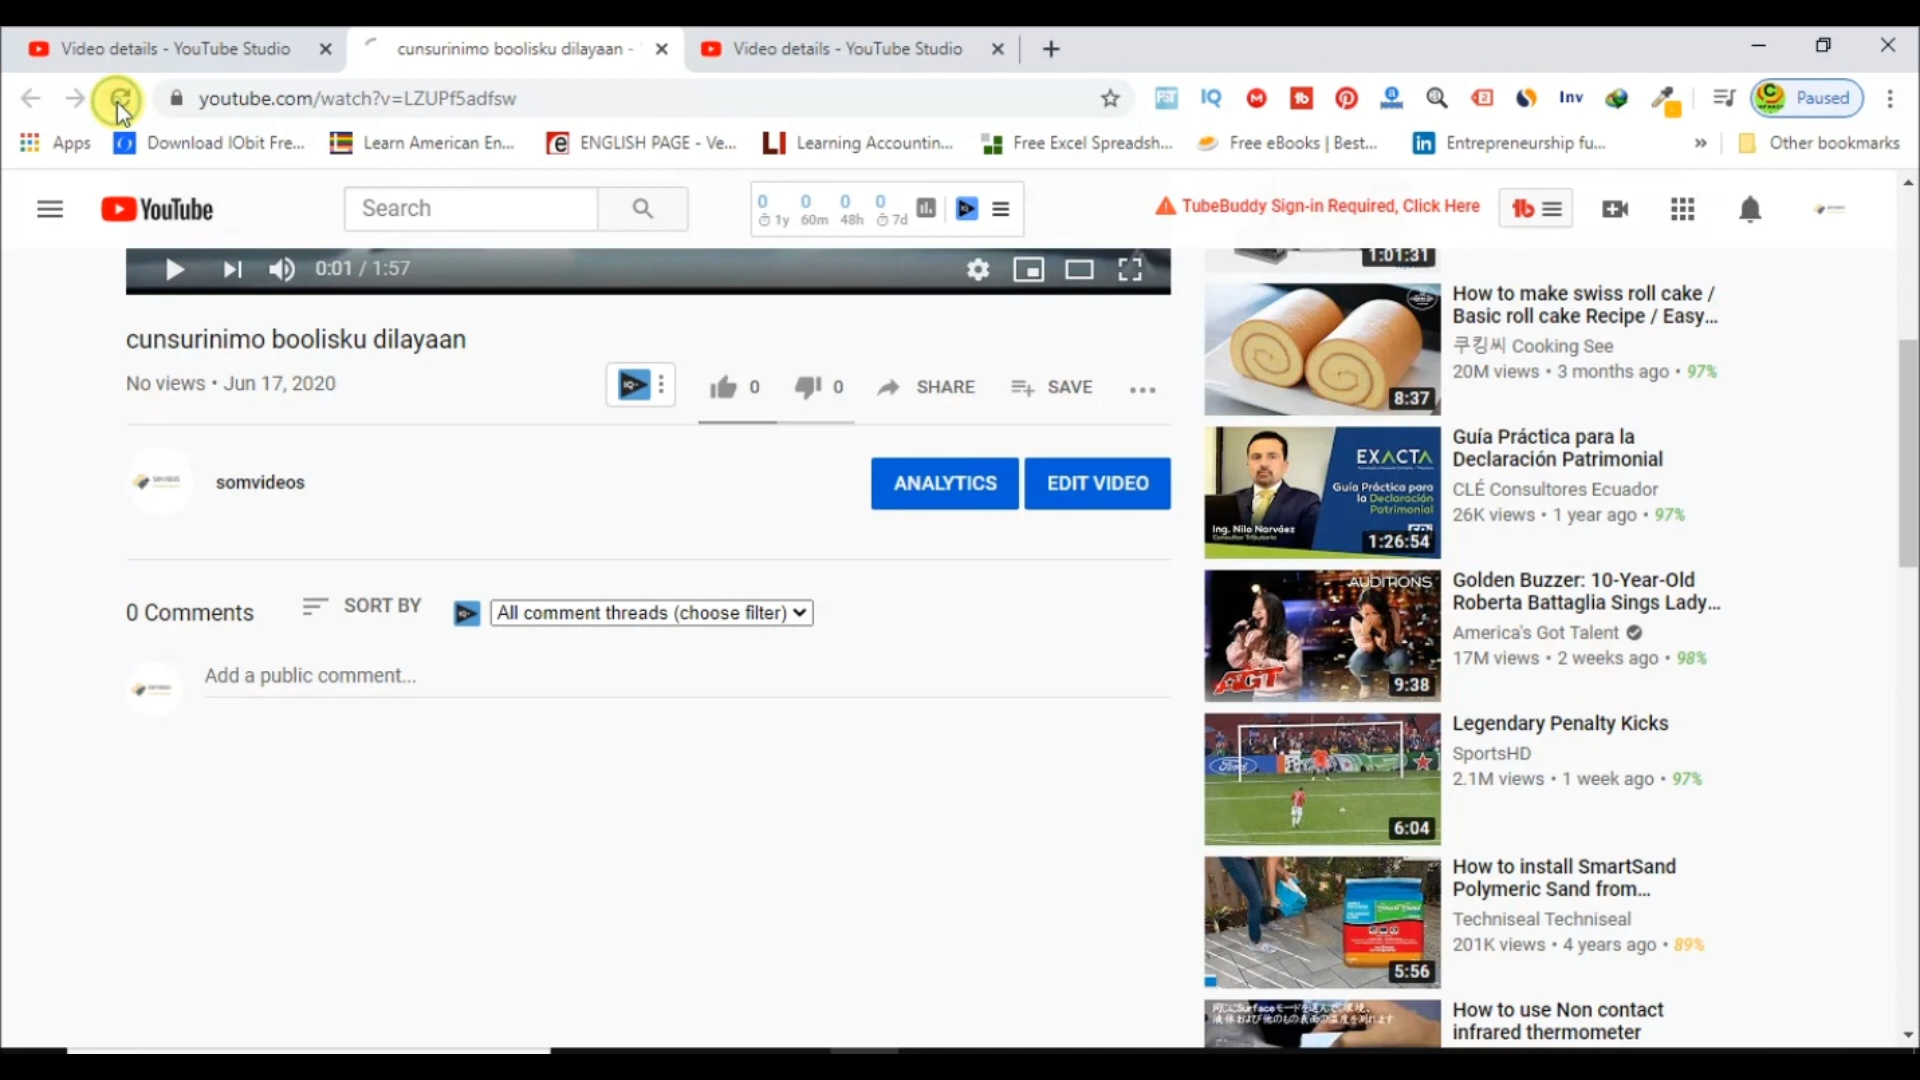 Video details - YouTube Studio
cunsurinimo boolisku dilayaan -
Video details - YouTube Studio
youtube.com/watch?v=LZUPf5adfsw
Inv
Paused
Apps
Download IObit Fre...
Learn American En...
ENGLISH PAGE - Ve...
Learning Accountin...
Free Excel Spreadsh...
Free eBooks | Best...
Entrepreneurship fu...
Other bookmarks
YouTube
Search
0 0 0 0
1y 60m 48h 7d
TubeBuddy Sign-in Required, Click Here
0:01 / 1:57
cunsurinimo boolisku dilayaan
No views • Jun 17, 2020
0
0
SHARE
SAVE
somvideos
ANALYTICS
EDIT VIDEO
0 Comments
SORT BY
All comment threads (choose filter)
Add a public comment...
1:01:31
How to make swiss roll cake /
Basic roll cake Recipe / Easy...
쿠킹씨 Cooking See
20M views • 3 months ago • 97%
8:37
Guía Práctica para la
Declaración Patrimonial
CLÉ Consultores Ecuador
26K views • 1 year ago • 97%
EXACTA
Guía Práctica para
la Declaración
Patrimonial
Ing. Nilo Narváez
Consultor Tributario
1:26:54
Golden Buzzer: 10-Year-Old
Roberta Battaglia Sings Lady...
America's Got Talent
17M views • 2 weeks ago • 98%
AUDITIONS
AGT
9:38
Legendary Penalty Kicks
SportsHD
2.1M views • 1 week ago • 97%
Ford
6:04
How to install SmartSand
Polymeric Sand from...
Techniseal Techniseal
201K views • 4 years ago • 89%
5:56
How to use Non contact
infrared thermometer